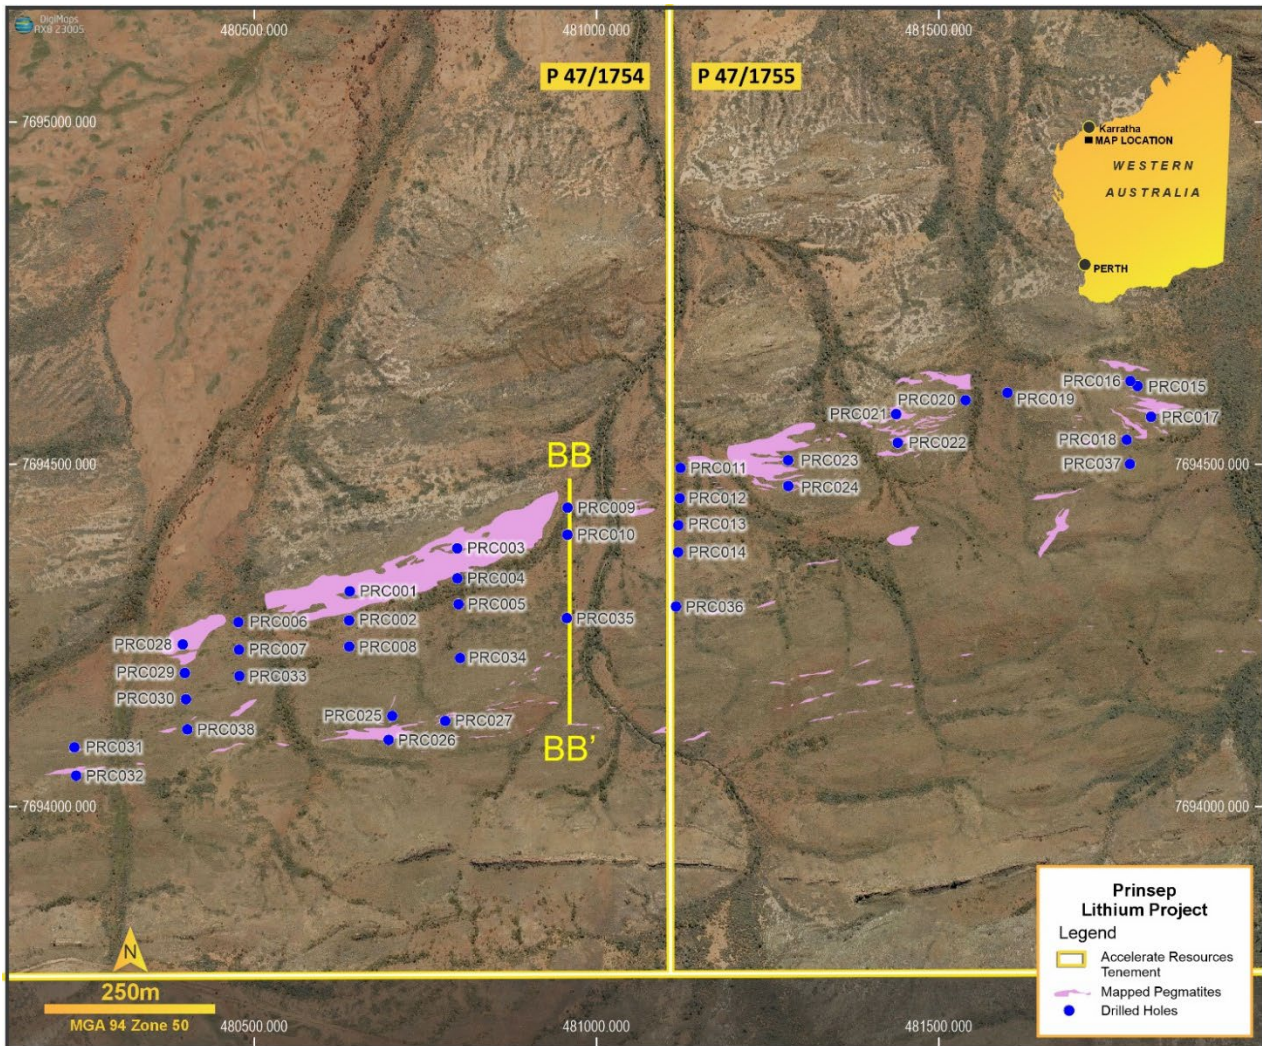 DigiMaps
RXB 23005
480500.000
481000.000
481500.000
P 47/1754
P 47/1755
7695000.000
Karratha
MAP LOCATION
WESTERN
AUSTRALIA
PERTH
PRC016
PRC015
PRC020
PRC019
PRC021
PRC017
PRC022
PRC018
BB
PRC023
PRC037
7694500.000
7694500.000
PRC011
PRC024
PRC012
PRC009
PRC013
PRC010
PRC003
PRC014
PRC004
PRC001
PRC005
PRC036
PRC006
PRC002
PRC035
PRC028
PRC007
PRC008
PRC034
PRC029
PRC033
PRC030
PRC025
PRC027
PRC038
PRC026
PRC031
BB’
PRC032
7694000.000
7694000.000
N
250m
MGA 94 Zone 50
480500.000
481000.000
481500.000
Prinsep
Lithium Project
Legend
Accelerate Resources
Tenement
Mapped Pegmatites
Drilled Holes